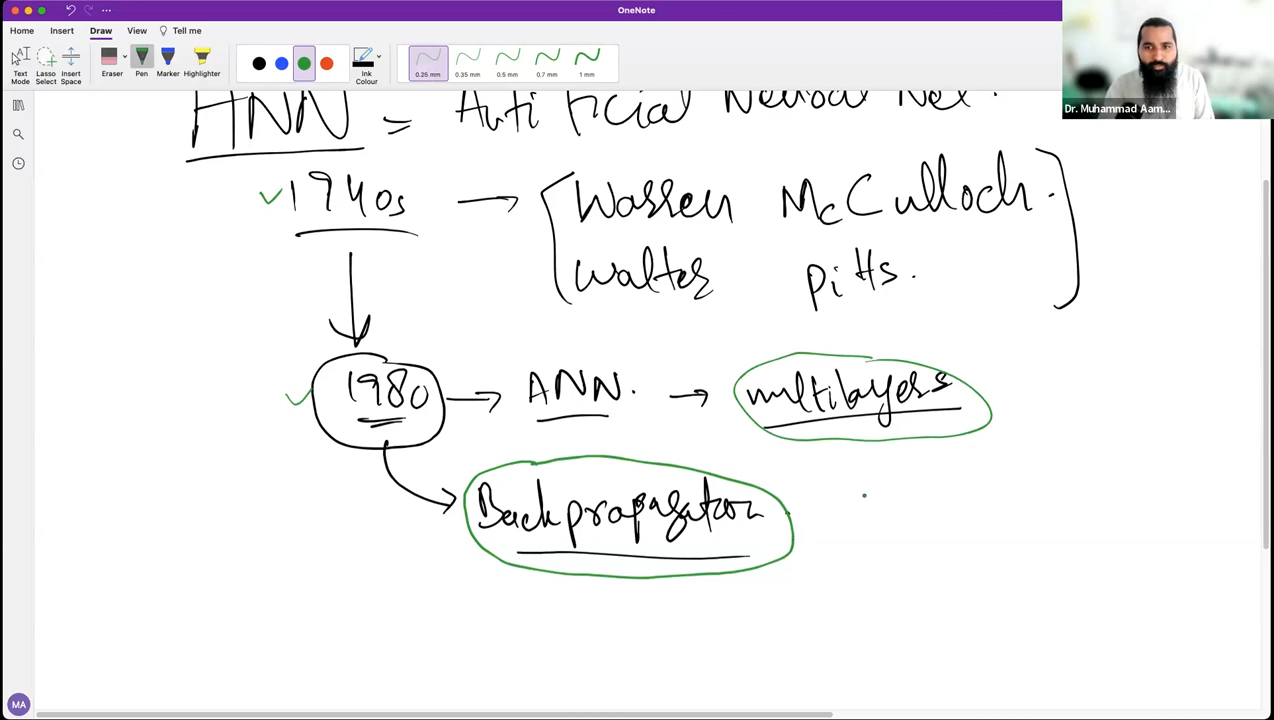 OneNote
Home Insert Draw View Tell me
Text Mode Lasso Select Insert Space Eraser Pen Marker Highlighter Ink Colour 0.25 mm 0.35 mm 0.5 mm 0.7 mm 1 mm
Dr. Muhammad Aam...
ANN = Artificial Neural Net.
1940s → Warren McCulloch.
Walter Pitts.
1980 → ANN. → multilayers
Backpropagation
MA